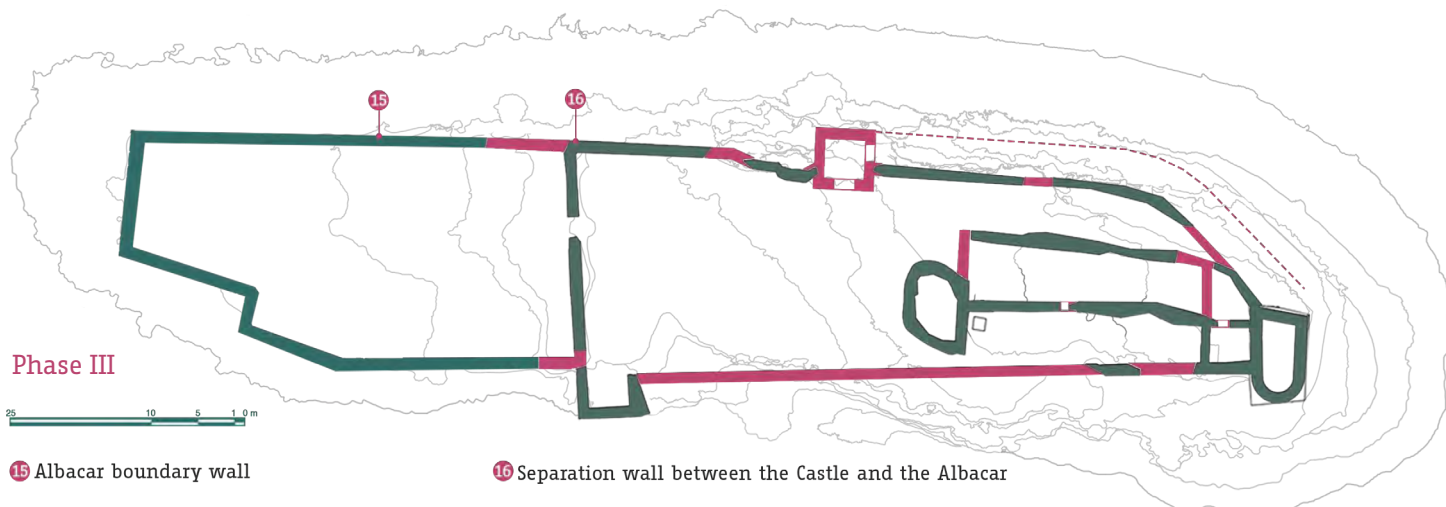 15 16
Phase III
25 10 5 1 0 m
15 Albacar boundary wall
16 Separation wall between the Castle and the Albacar